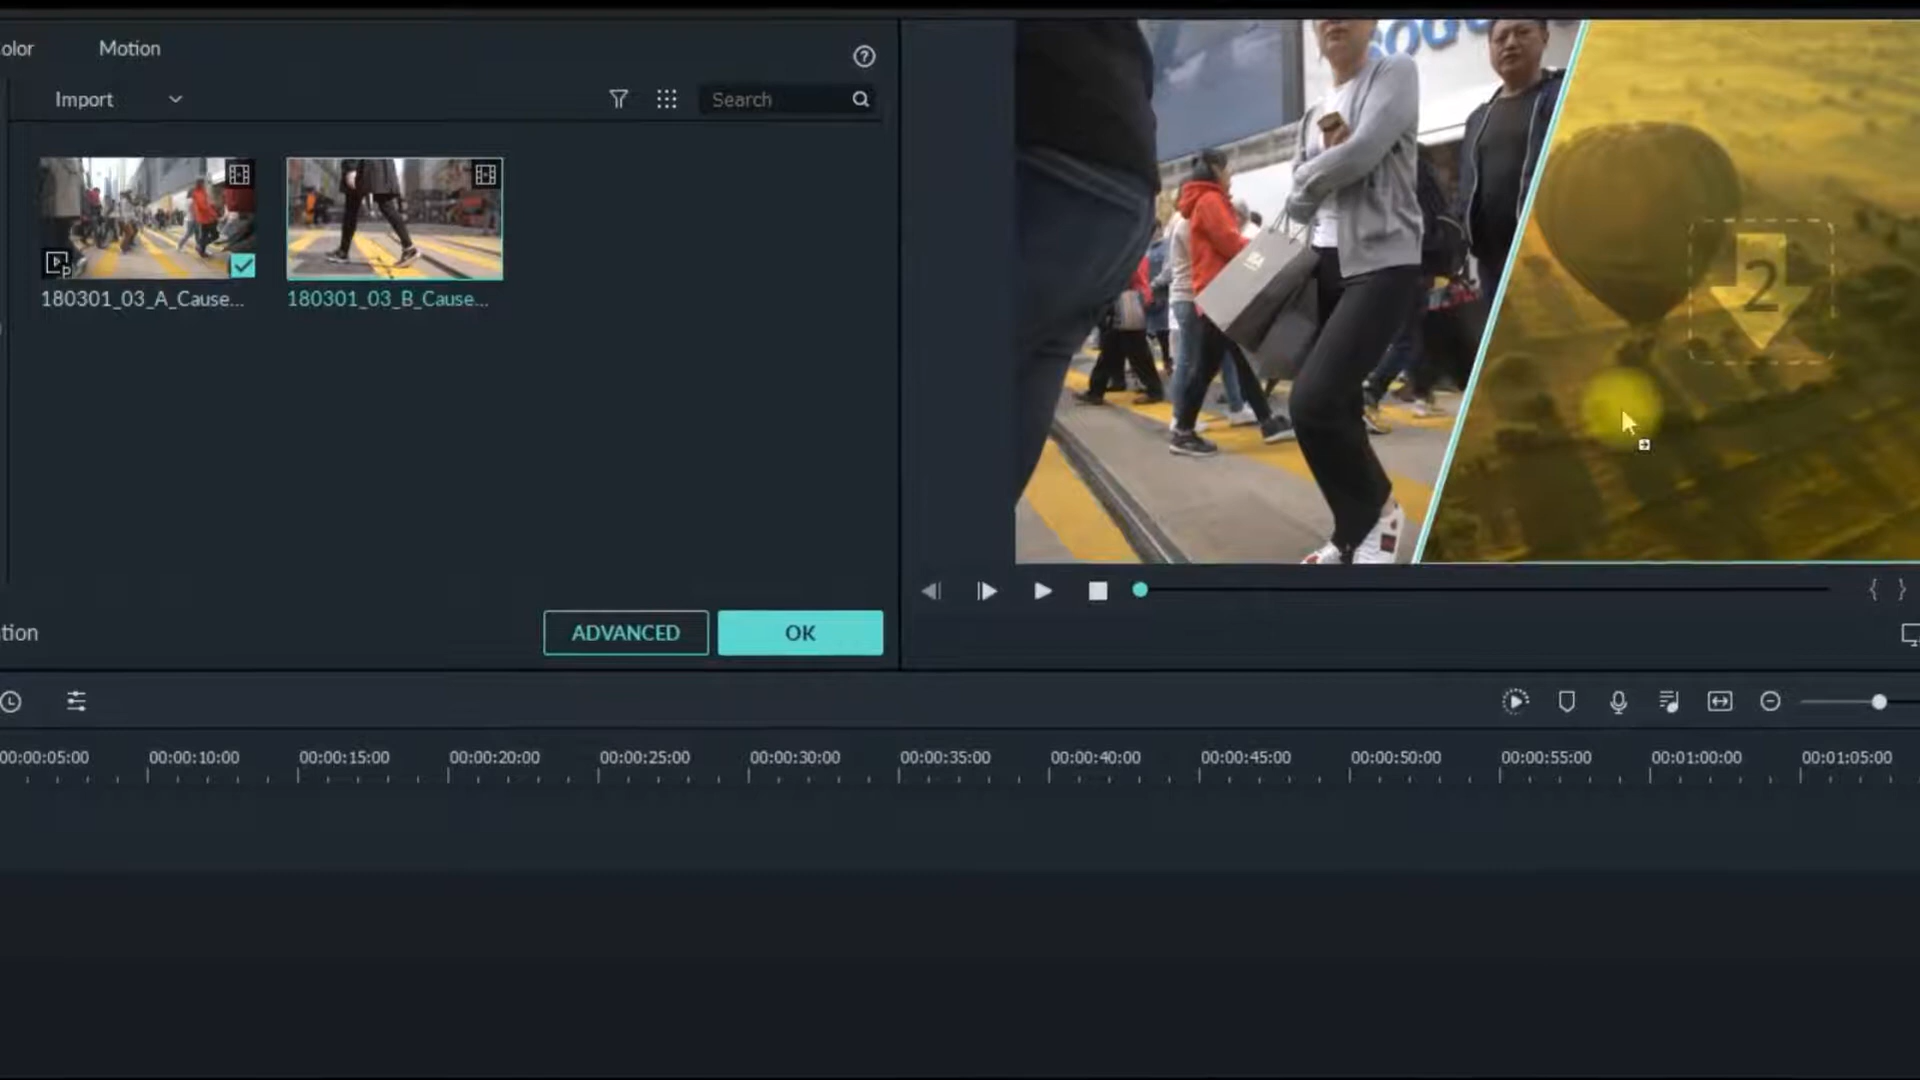 olor Motion
Import Search
180301_03_A_Cause... 180301_03_B_Cause...
2
tion ADVANCED OK
00:00:05:00 00:00:10:00 00:00:15:00 00:00:20:00 00:00:25:00 00:00:30:00 00:00:35:00 00:00:40:00 00:00:45:00 00:00:50:00 00:00:55:00 00:01:00:00 00:01:05:00